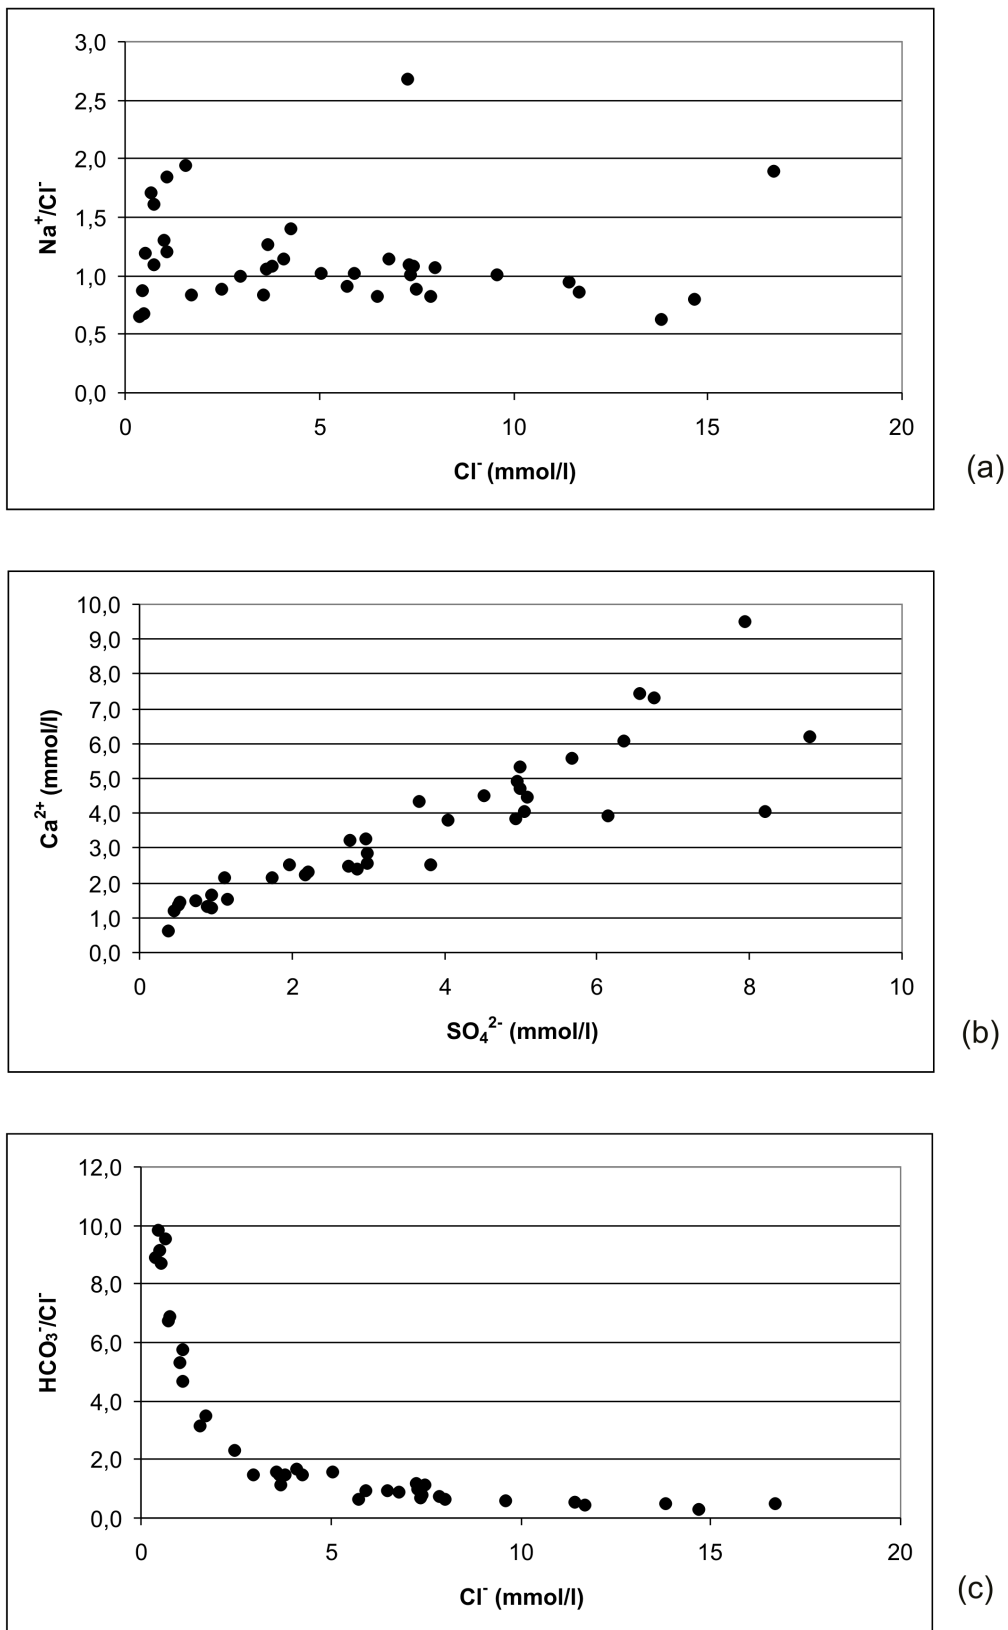 3,0
2,5
2,0
1,5
1,0
0,5
0,0
Na⁺/Cl⁻
0 5 10 15 20
Cl⁻ (mmol/l)
(a)
10,0
9,0
8,0
7,0
6,0
5,0
4,0
3,0
2,0
1,0
0,0
Ca²⁺ (mmol/l)
0 2 4 6 8 10
SO₄²⁻ (mmol/l)
(b)
12,0
10,0
8,0
6,0
4,0
2,0
0,0
HCO₃⁻/Cl⁻
0 5 10 15 20
Cl⁻ (mmol/l)
(c)